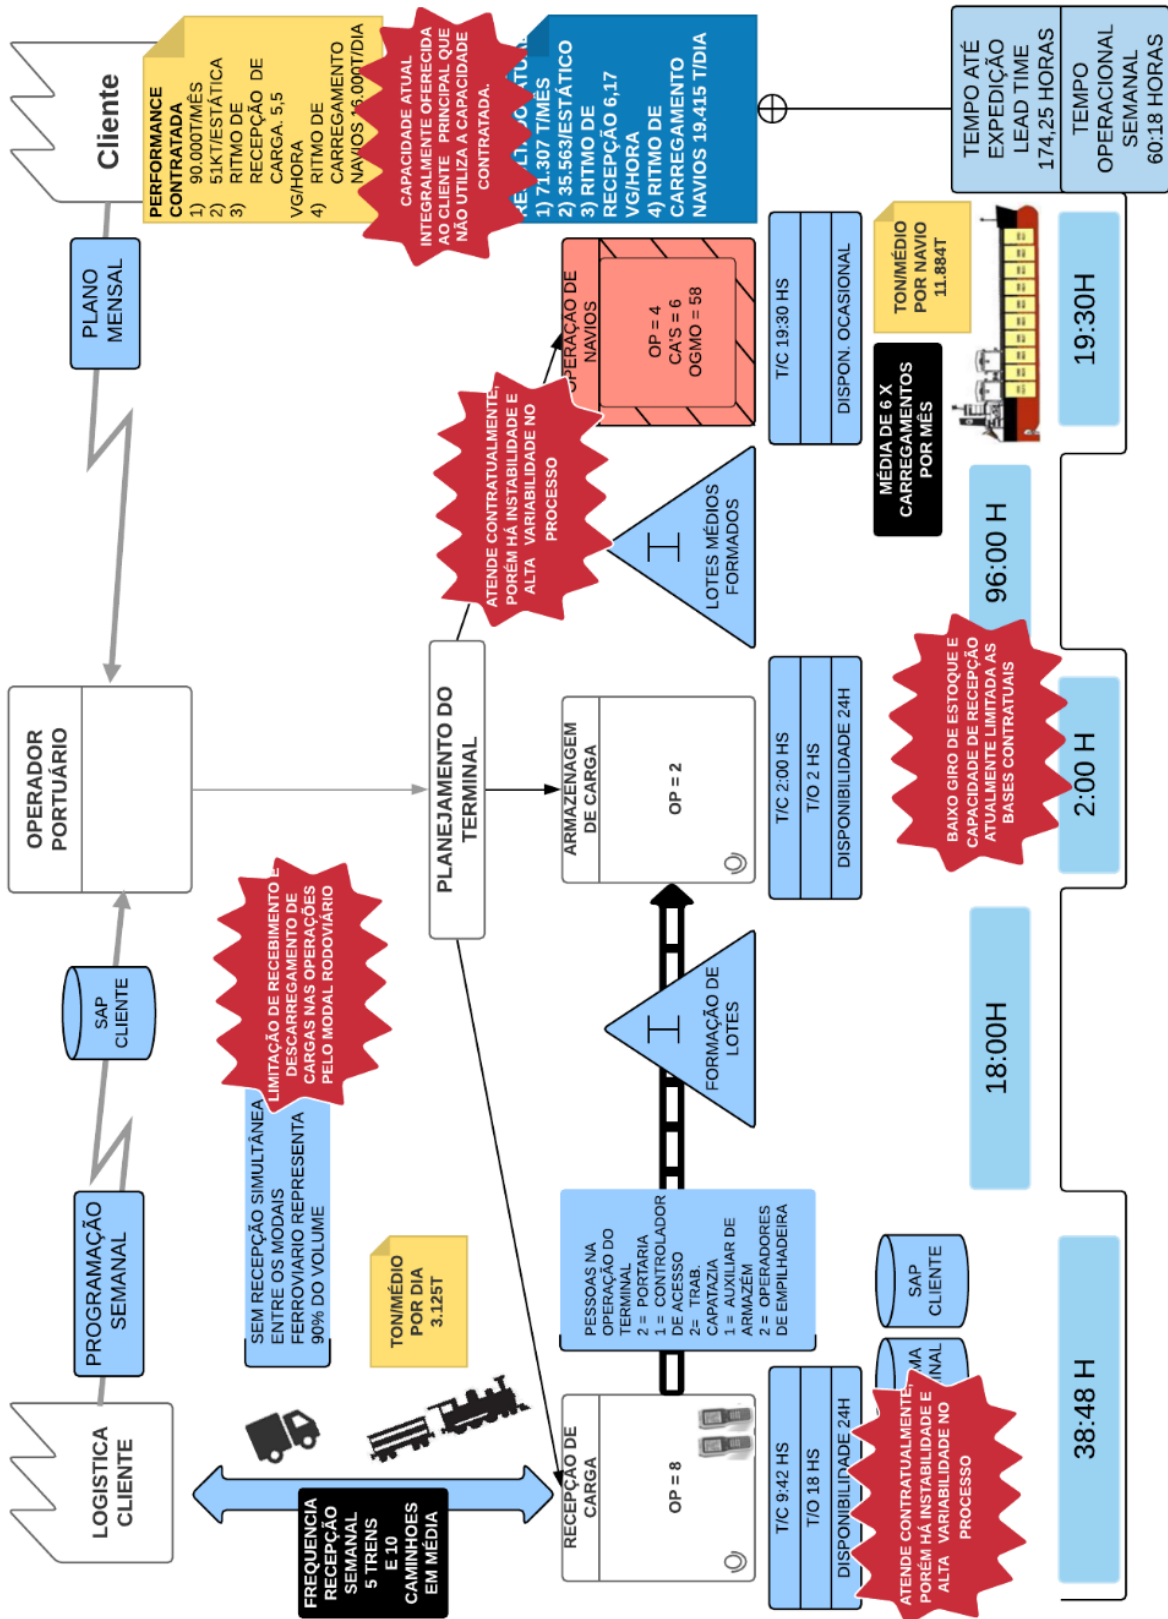 LOGISTICA
CLIENTE
PROGRAMAÇÃO
SEMANAL
SAP
CLIENTE
OPERADOR
PORTUÁRIO
PLANO
MENSAL
Cliente
FREQUENCIA
RECEPÇÃO
SEMANAL
5 TRENS
E 10
CAMINHOES
EM MÉDIA
SEM RECEPÇÃO SIMULTÂNEA
ENTRE OS MODAIS
FERROVIARIO REPRESENTA
90% DO VOLUME
LIMITAÇÃO DE RECEBIMENTO E
DESCARREGAMENTO DE
CARGAS NAS OPERAÇÕES
PELO MODAL RODOVIÁRIO
TON/MÉDIO
POR DIA
3.125T
PLANEJAMENTO DO
TERMINAL
PERFORMANCE
CONTRATADA
1) 90.000T/MÊS
2) 51KT/ESTÁTICA
3) RITMO DE
RECEPÇÃO DE
CARGA. 5,5
VG/HORA
4) RITMO DE
CARREGAMENTO
NAVIOS 16.000T/DIA
CAPACIDADE ATUAL
INTEGRALMENTE OFERECIDA
AO CLIENTE PRINCIPAL QUE
NÃO UTILIZA A CAPACIDADE
CONTRATADA.
1) 71.307 T/MÊS
2) 35.563/ESTÁTICO
3) RITMO DE
RECEPÇÃO 6,17
VG/HORA
4) RITMO DE
CARREGAMENTO
NAVIOS 19.415 T/DIA
ATENDE CONTRATUALMENTE,
PORÉM HÁ INSTABILIDADE E
ALTA VARIABILIDADE NO
PROCESSO
RECEPÇÃO DE
CARGA
OP = 8
PESSOAS NA
OPERAÇÃO DO
TERMINAL
2 = PORTARIA
1 = CONTROLADOR
DE ACESSO
2= TRAB.
CAPATAZIA
1 = AUXILIAR DE
ARMAZÉM
2 = OPERADORES
DE EMPILHADEIRA
FORMAÇÃO DE
LOTES
ARMAZENAGEM
DE CARGA
OP = 2
LOTES MÉDIOS
FORMADOS
OPERAÇÃO DE
NAVIOS
OP = 4
CA'S = 6
OGMO = 58
T/C 9:42 HS
T/O 18 HS
DISPONIBILIDADE 24H
T/C 2:00 HS
T/O 2 HS
DISPONIBILIDADE 24H
T/C 19:30 HS
DISPON. OCASIONAL
ATENDE CONTRATUALMENTE,
PORÉM HÁ INSTABILIDADE E
ALTA VARIABILIDADE NO
PROCESSO
SAP
CLIENTE
BAIXO GIRO DE ESTOQUE E
CAPACIDADE DE RECEPÇÃO
ATUALMENTE LIMITADA AS
BASES CONTRATUAIS
MÉDIA DE 6 X
CARREGAMENTOS
POR MÊS
TON/MÉDIO
POR NAVIO
11.884T
38:48 H
18:00H
2:00 H
96:00 H
19:30H
TEMPO ATÉ
EXPEDIÇÃO
LEAD TIME
174,25 HORAS
TEMPO
OPERACIONAL
SEMANAL
60:18 HORAS